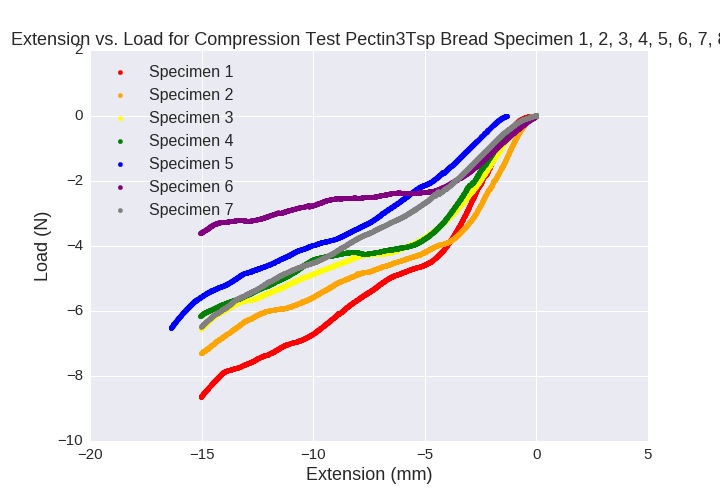 Extension vs. Load for Compression Test Pectin3Tsp Bread Specimen 1, 2, 3, 4, 5, 6, 7, 8
2
0
−2
−4
−6
−8
−10
Load (N)
Specimen 1
Specimen 2
Specimen 3
Specimen 4
Specimen 5
Specimen 6
Specimen 7
−20
−15
−10
−5
0
5
Extension (mm)